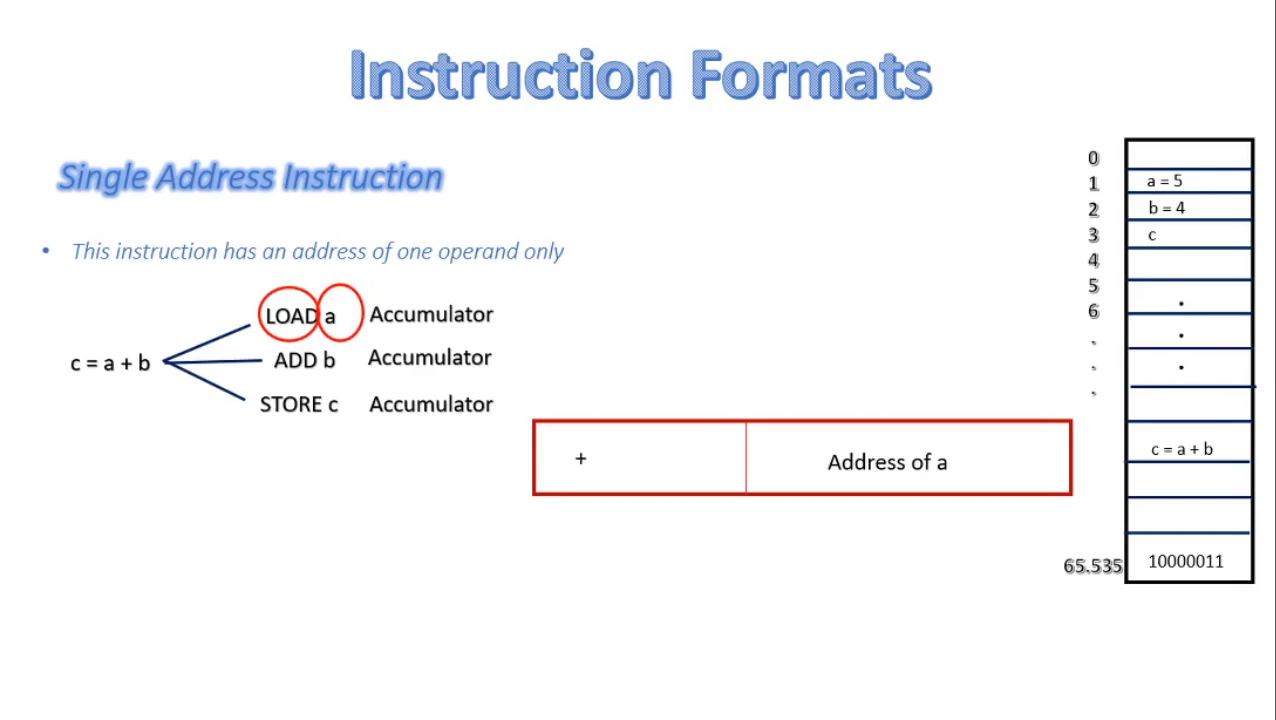 Instruction Formats
Single Address Instruction
• This instruction has an address of one operand only
c = a + b
LOAD a Accumulator
ADD b Accumulator
STORE c Accumulator
+ Address of a
0
1 a = 5
2 b = 4
3 c
4
5
6 .
. .
. .
.
c = a + b
65.535 10000011